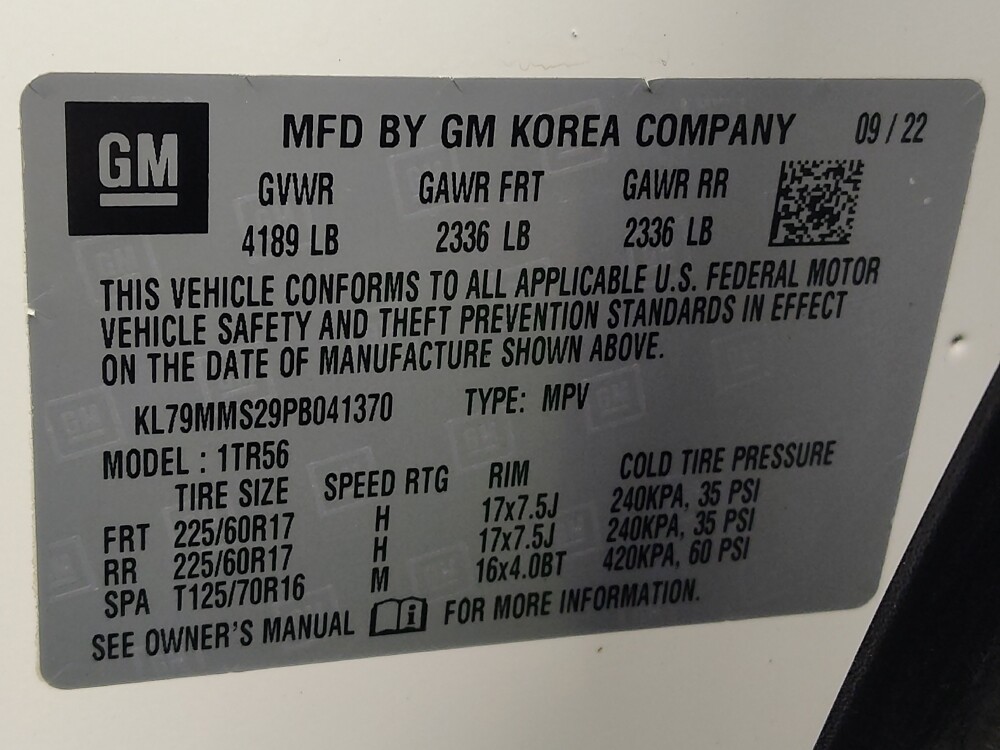 GM
MFD BY GM KOREA COMPANY 09 / 22
GVWR GAWR FRT GAWR RR
4189 LB 2336 LB 2336 LB
THIS VEHICLE CONFORMS TO ALL APPLICABLE U.S. FEDERAL MOTOR
VEHICLE SAFETY AND THEFT PREVENTION STANDARDS IN EFFECT
ON THE DATE OF MANUFACTURE SHOWN ABOVE.
KL79MMS29PB041370 TYPE: MPV
MODEL : 1TR56
TIRE SIZE SPEED RTG RIM COLD TIRE PRESSURE
FRT 225/60R17 H 17x7.5J 240KPA, 35 PSI
RR 225/60R17 H 17x7.5J 240KPA, 35 PSI
SPA T125/70R16 M 16x4.0BT 420KPA, 60 PSI
SEE OWNER'S MANUAL i FOR MORE INFORMATION.